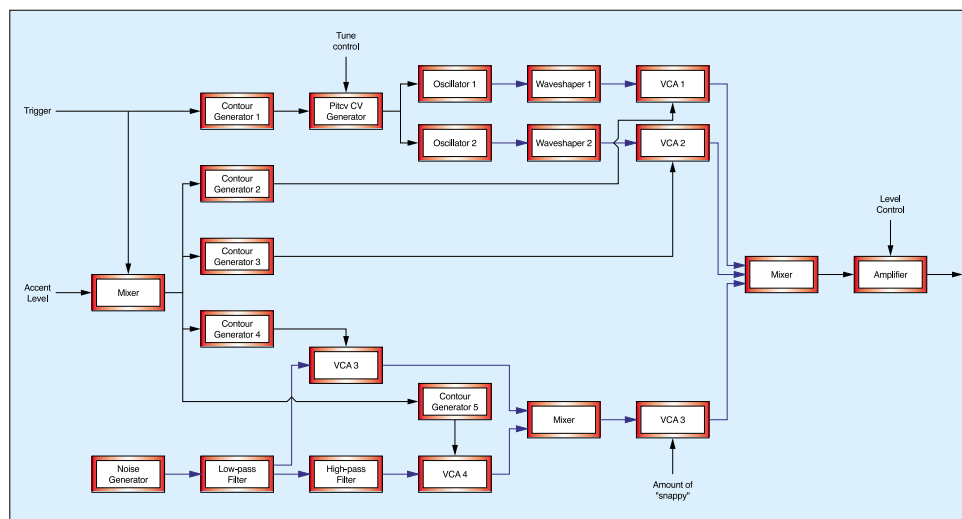 Tune
control
Oscillator 1
Waveshaper 1
VCA 1
Trigger
Contour
Generator 1
Pitcv CV
Generator
Oscillator 2
Waveshaper 2
VCA 2
Contour
Generator 2
Level
Control
Contour
Generator 3
Accent
Level
Mixer
Mixer
Amplifier
Contour
Generator 4
VCA 3
Contour
Generator 5
Mixer
VCA 3
Noise
Generator
Low-pass
Filter
High-pass
Filter
VCA 4
Amount of
"snappy"